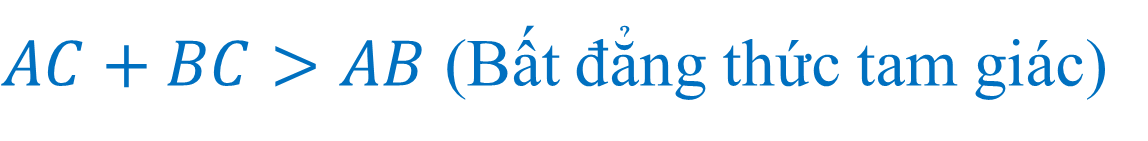 AC + BC > AB (Bất đẳng thức tam giác)